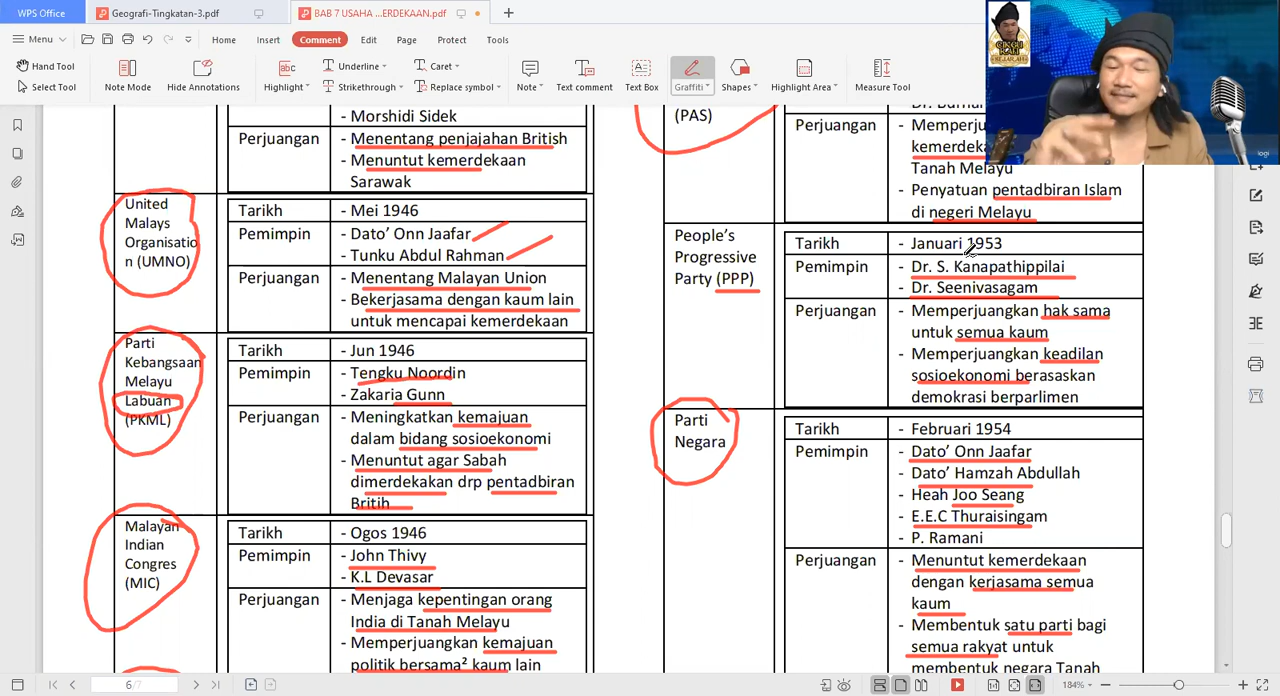 WPS Office
Geografi-Tingkatan-3.pdf
BAB 7 USAHA ...ERDEKAAN.pdf
Menu
Home
Insert
Comment
Edit
Page
Protect
Tools
Hand Tool
Select Tool
Note Mode
Hide Annotations
Highlight
Underline
Strikethrough
Caret
Replace symbol
Note
Text comment
Text Box
Graffiti
Shapes
Highlight Area
Measure Tool
CIKGU
logi
- Morshidi Sidek
Perjuangan
- Menentang penjajahan British
- Menuntut kemerdekaan
Sarawak
United
Malays
Organisatio
n (UMNO)
Tarikh
- Mei 1946
Pemimpin
- Dato’ Onn Jaafar
- Tunku Abdul Rahman
Perjuangan
- Menentang Malayan Union
- Bekerjasama dengan kaum lain
untuk mencapai kemerdekaan
Parti
Kebangsaan
Melayu
Labuan
(PKML)
Tarikh
- Jun 1946
Pemimpin
- Tengku Noordin
- Zakaria Gunn
Perjuangan
- Meningkatkan kemajuan
dalam bidang sosioekonomi
- Menuntut agar Sabah
dimerdekakan drp pentadbiran
Britih
Malayan
Indian
Congres
(MIC)
Tarikh
- Ogos 1946
Pemimpin
- John Thivy
- K.L Devasar
Perjuangan
- Menjaga kepentingan orang
India di Tanah Melayu
- Memperjuangkan kemajuan
politik bersama² kaum lain
(PAS)
Perjuangan
Tanah Melayu
- Penyatuan pentadbiran Islam
di negeri Melayu
People’s
Progressive
Party (PPP)
Tarikh
- Januari 1953
Pemimpin
- Dr. S. Kanapathippilai
- Dr. Seenivasagam
Perjuangan
- Memperjuangkan hak sama
untuk semua kaum
- Memperjuangkan keadilan
sosioekonomi berasaskan
demokrasi berparlimen
Parti
Negara
Tarikh
- Februari 1954
Pemimpin
- Dato’ Onn Jaafar
- Dato’ Hamzah Abdullah
- Heah Joo Seang
- E.E.C Thuraisingam
- P. Ramani
Perjuangan
- Menuntut kemerdekaan
dengan kerjasama semua
kaum
- Membentuk satu parti bagi
semua rakyat untuk
membentuk negara Tanah
6/7
184%